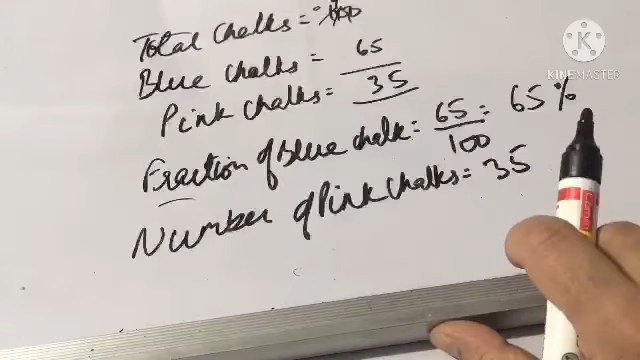 Total Chalks = 100
Blue chalks = 65
Pink chalks = 35
Fraction of Blue chalk = 65/100 = 65%
Number of Pink Chalks = 35
KINEMASTER